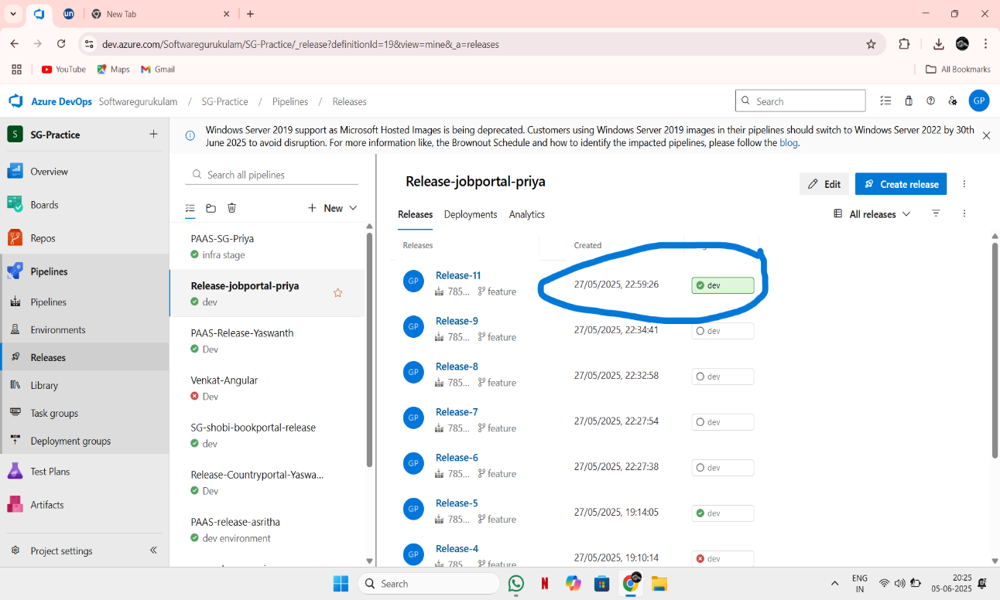 New Tab
dev.azure.com/Softwaregurukulam/SG-Practice/_release?definitionId=19&view=mine&_a=releases
YouTube Maps Gmail All Bookmarks
Azure DevOps Softwaregurukulam / SG-Practice / Pipelines / Releases Search GP
S SG-Practice
Overview
Boards
Repos
Pipelines
Pipelines
Environments
Releases
Library
Task groups
Deployment groups
Test Plans
Artifacts
Project settings
Windows Server 2019 support as Microsoft Hosted Images is being deprecated. Customers using Windows Server 2019 images in their pipelines should switch to Windows Server 2022 by 30th
June 2025 to avoid disruption. For more information like, the Brownout Schedule and how to identify the impacted pipelines, please follow the blog.
Search all pipelines
New
PAAS-SG-Priya
infra stage
Release-jobportal-priya
dev
PAAS-Release-Yaswanth
Dev
Venkat-Angular
Dev
SG-shobi-bookportal-release
dev
Release-Countryportal-Yaswa...
Dev
PAAS-release-asritha
dev environment
Release-jobportal-priya
Edit Create release
Releases Deployments Analytics All releases
Releases Created
GP Release-11 27/05/2025, 22:59:26 dev
785... feature
GP Release-9 27/05/2025, 22:34:41 dev
785... feature
GP Release-8 27/05/2025, 22:32:58 dev
785... feature
GP Release-7 27/05/2025, 22:27:54 dev
785... feature
GP Release-6 27/05/2025, 22:27:38 dev
785... feature
GP Release-5 27/05/2025, 19:14:05 dev
785... feature
GP Release-4 27/05/2025, 19:10:14 dev
785... feature
Search
ENG
IN
20:25
05-06-2025